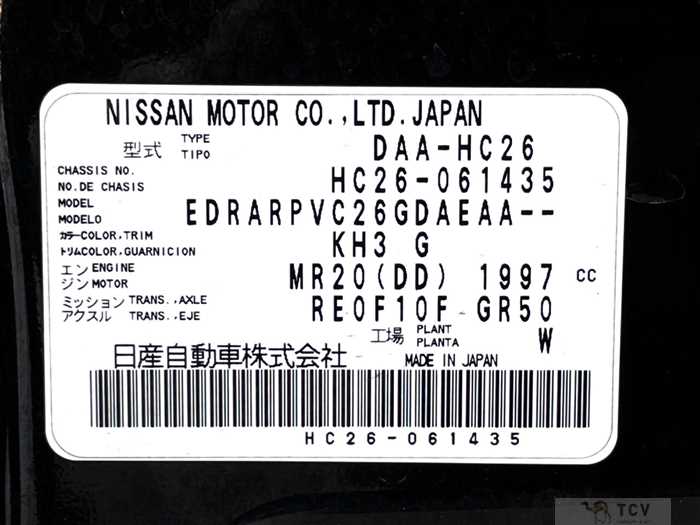 NISSAN MOTOR CO.,LTD.JAPAN
型式 TYPE TIPO DAA-HC26
CHASSIS NO. NO.DE CHASIS HC26-061435
MODEL MODELO EDRARPVC26GDAEAA--
カラーCOLOR,TRIM トリムCOLOR,GUARNICION KH3 G
エンジン ENGINE MOTOR MR20(DD) 1997 CC
ミッション TRANS.,AXLE アクスル TRANS.,EJE RE0F10F GR50
工場 PLANT PLANTA W
日産自動車株式会社 MADE IN JAPAN
HC26-061435
TCV